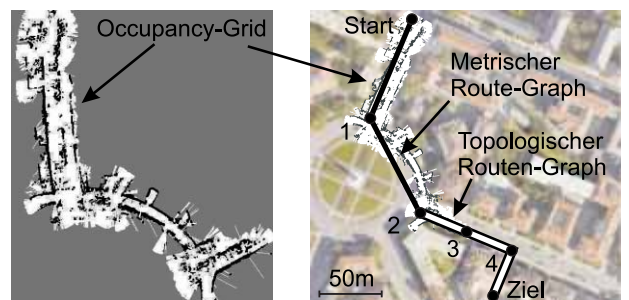 Occupancy-Grid
Start
Metrischer
Route-Graph
1
Topologischer
Routen-Graph
2
3
4
50m
Ziel